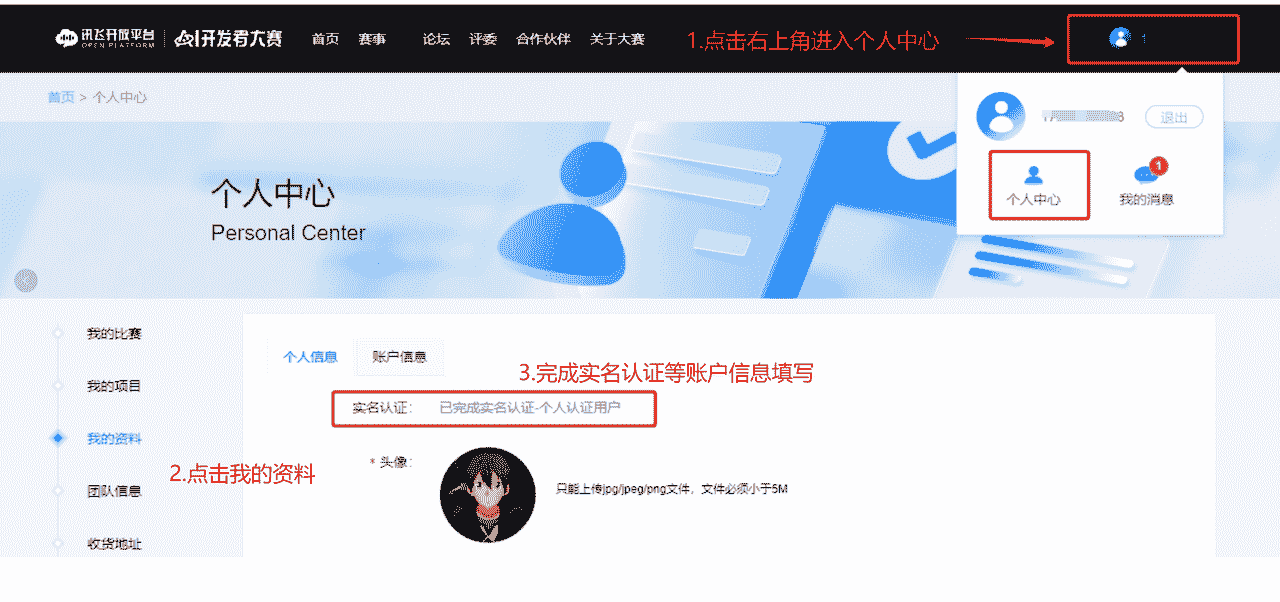 讯飞开放平台 OPEN PLATFORM AI开发者大赛 首页 赛事 论坛 评委 合作伙伴 关于大赛 1.点击右上角进入个人中心 1
首页 > 个人中心
退出
个人中心
Personal Center
1
个人中心 我的消息
我的比赛
我的项目
我的资料
团队信息
收货地址
个人信息 账户信息
3.完成实名认证等账户信息填写
实名认证: 已完成实名认证-个人认证用户
2.点击我的资料
* 头像:
只能上传jpg/jpeg/png文件，文件必须小于5M